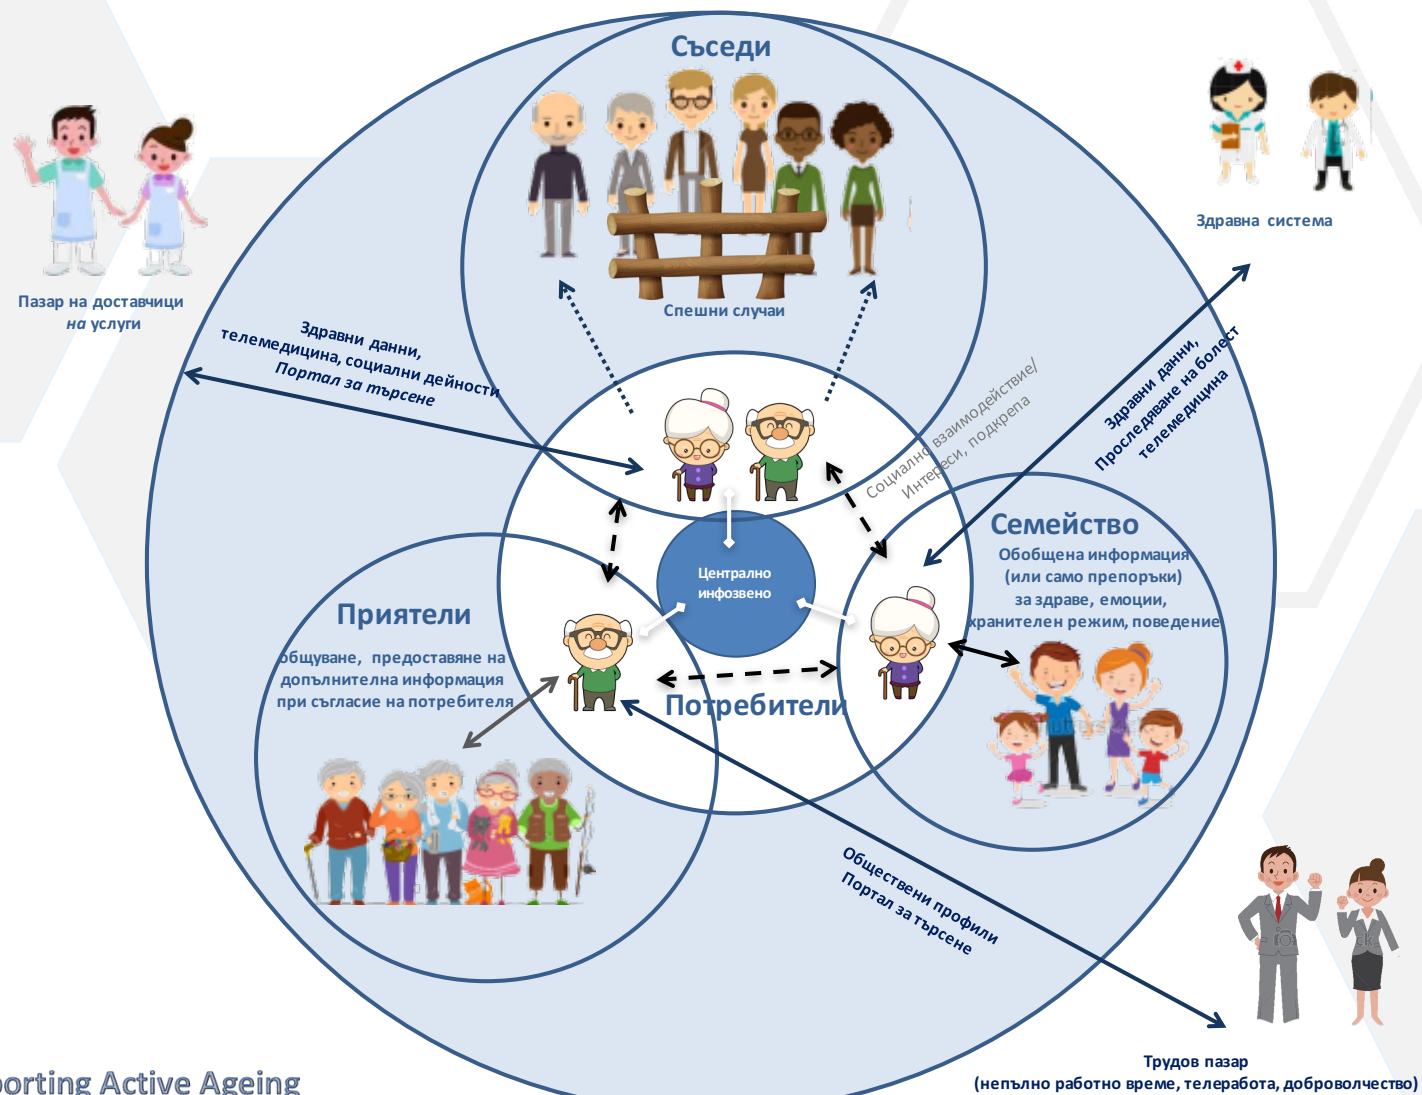 Съседи
Спешни случаи
Здравна система
Пазар на доставчици
на услуги
Здравни данни,
телемедицина, социални дейности
Портал за търсене
Социално взаимодействие/
Интереси, подкрепа
Здравни данни,
Проследяване на болест
телемедицина
Семейство
Обобщена информация
(или само препоръки)
за здраве, емоции,
хранителен режим, поведение
Централно
инфозвено
Приятели
общуване, предоставяне на
допълнителна информация
при съгласие на потребителя
Потребители
Обществени профили
Портал за търсене
Трудов пазар
(непълно работно време, телеработа, доброволчество)
porting Active Ageing